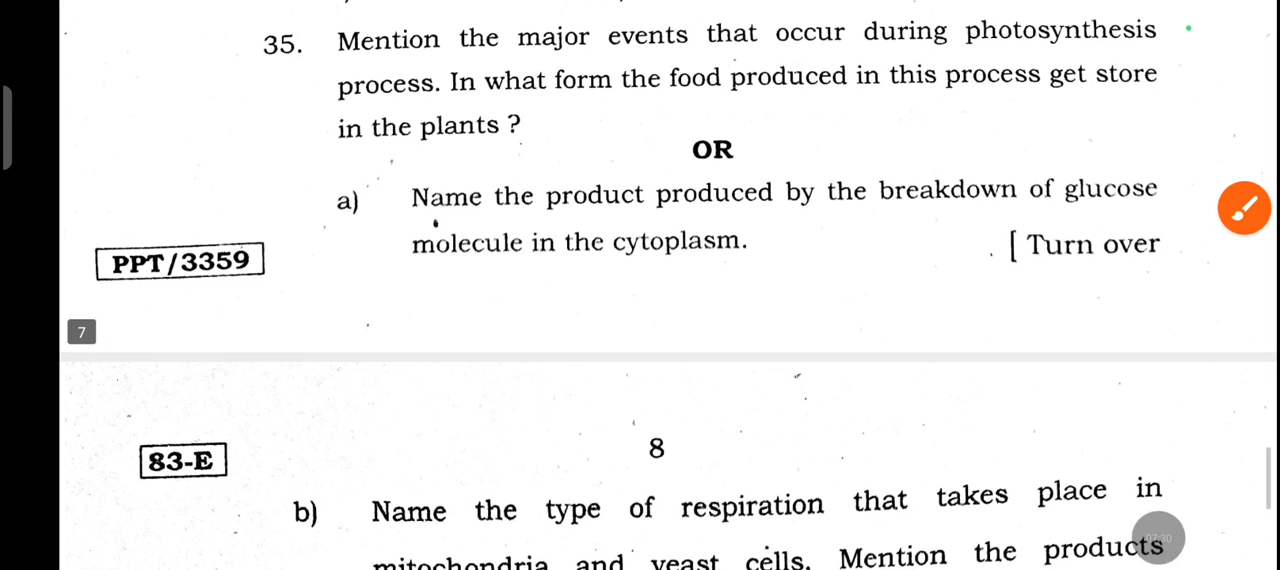 35. Mention the major events that occur during photosynthesis
process. In what form the food produced in this process get store
in the plants ?
OR
a) Name the product produced by the breakdown of glucose
molecule in the cytoplasm.
[ Turn over
PPT/3359
7
83-E
8
b) Name the type of respiration that takes place in
mitochondria and yeast cells. Mention the products
07:30